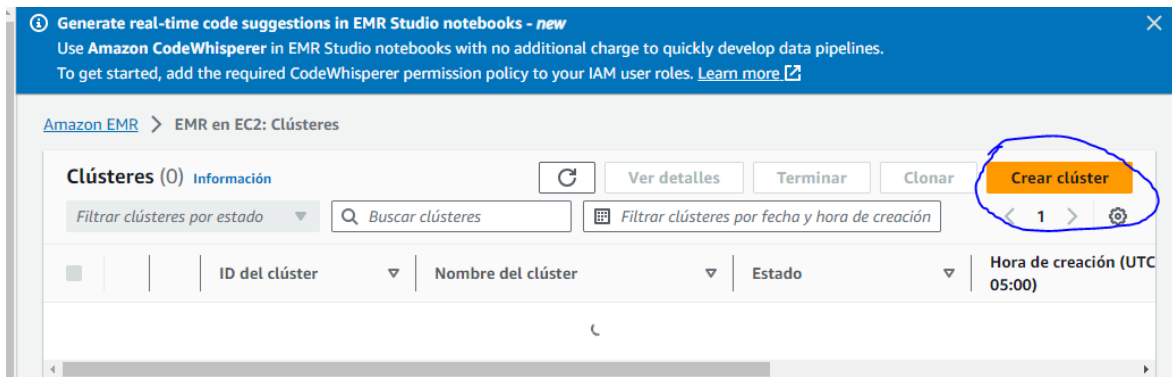 Generate real-time code suggestions in EMR Studio notebooks - new
Use Amazon CodeWhisperer in EMR Studio notebooks with no additional charge to quickly develop data pipelines.
To get started, add the required CodeWhisperer permission policy to your IAM user roles. Learn more
Amazon EMR > EMR en EC2: Clústeres
Clústeres (0) Información Ver detalles Terminar Clonar Crear clúster
Filtrar clústeres por estado Buscar clústeres Filtrar clústeres por fecha y hora de creación < 1 >
ID del clúster Nombre del clúster Estado Hora de creación (UTC
05:00)